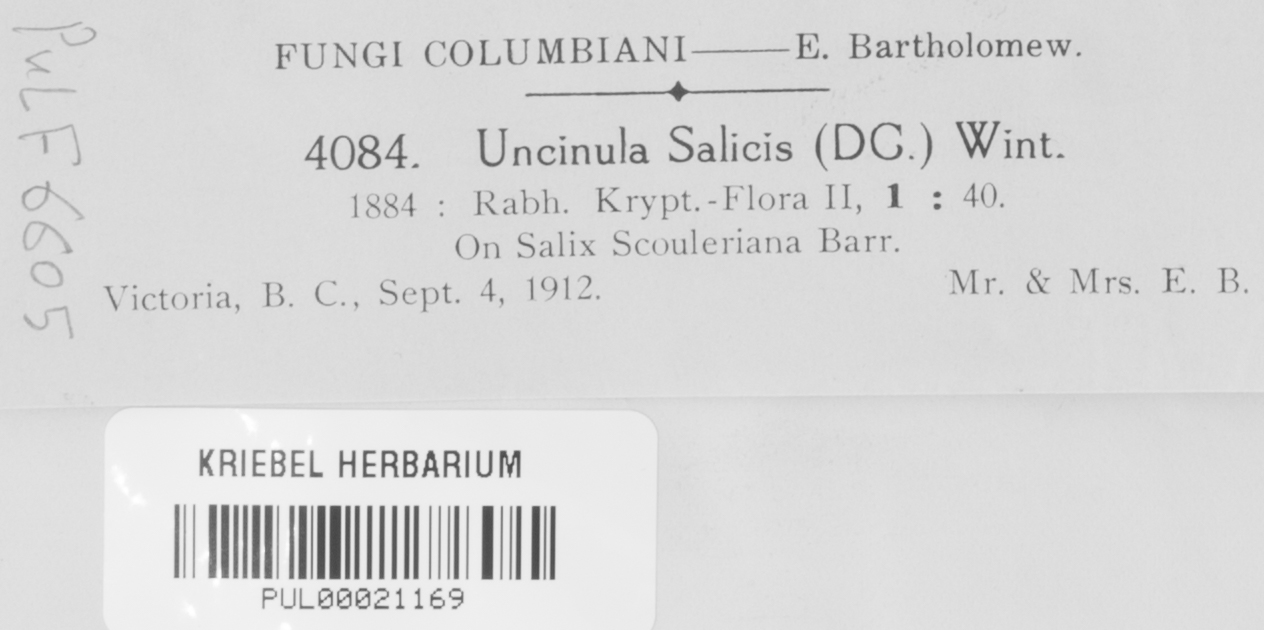 PUL F 6605
FUNGI COLUMBIANI——E. Bartholomew.
4084. Uncinula Salicis (DC.) Wint.
1884 : Rabh. Krypt.-Flora II, 1 : 40.
On Salix Scouleriana Barr.
Victoria, B. C., Sept. 4, 1912. Mr. & Mrs. E. B.
KRIEBEL HERBARIUM
PUL00021169